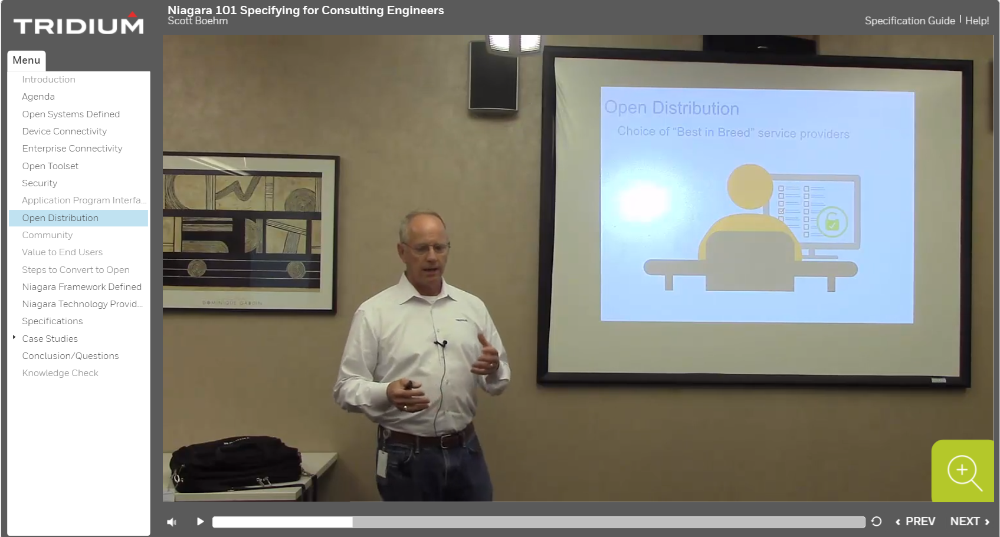 TRIDIUM
Niagara 101 Specifying for Consulting Engineers
Scott Boehm
Specification Guide
Help!
Menu
Introduction
Agenda
Open Systems Defined
Device Connectivity
Enterprise Connectivity
Open Toolset
Security
Application Program Interfa...
Open Distribution
Community
Value to End Users
Steps to Convert to Open
Niagara Framework Defined
Niagara Technology Provid...
Specifications
Case Studies
Conclusion/Questions
Knowledge Check
Open Distribution
Choice of “Best in Breed” service providers
DOMINIQUE GAUDIN
TRIDIUM
PREV
NEXT